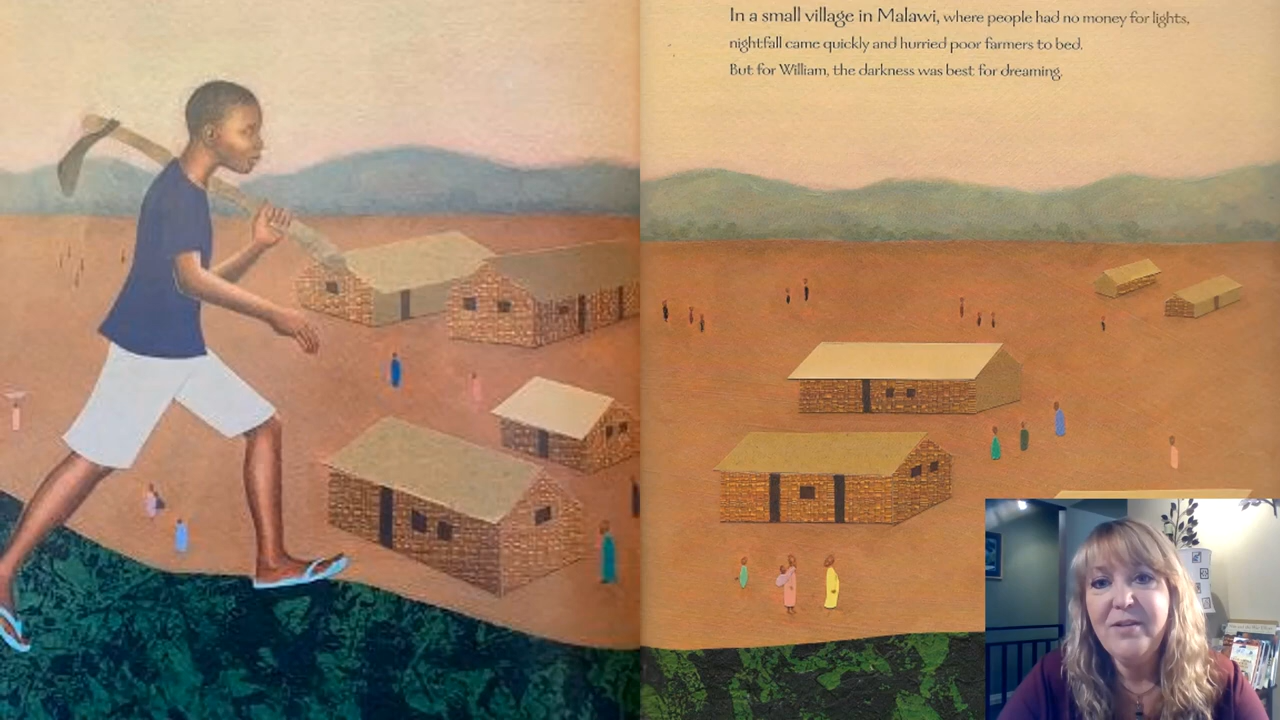 In a small village in Malawi, where people had no money for lights,
nightfall came quickly and hurried poor farmers to bed.
But for William, the darkness was best for dreaming.